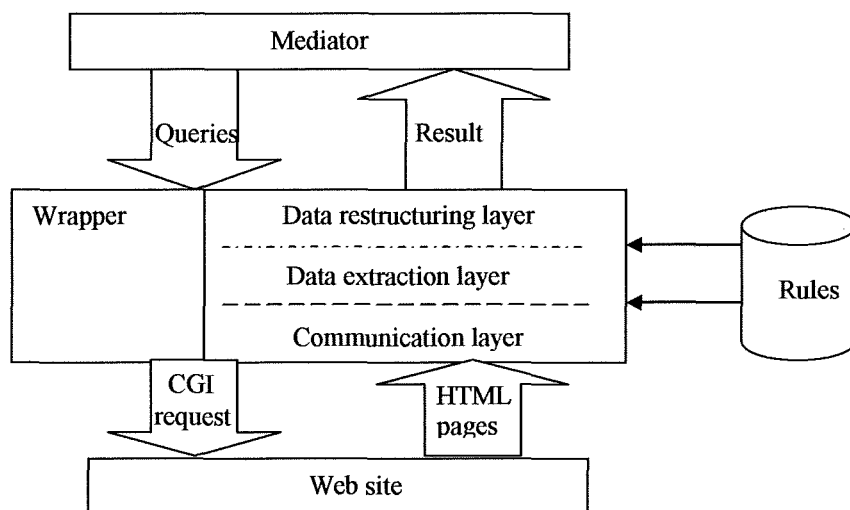 Mediator
Queries
Result
Wrapper
Data restructuring layer
Data extraction layer
Communication layer
Rules
CGI
request
HTML
pages
Web site